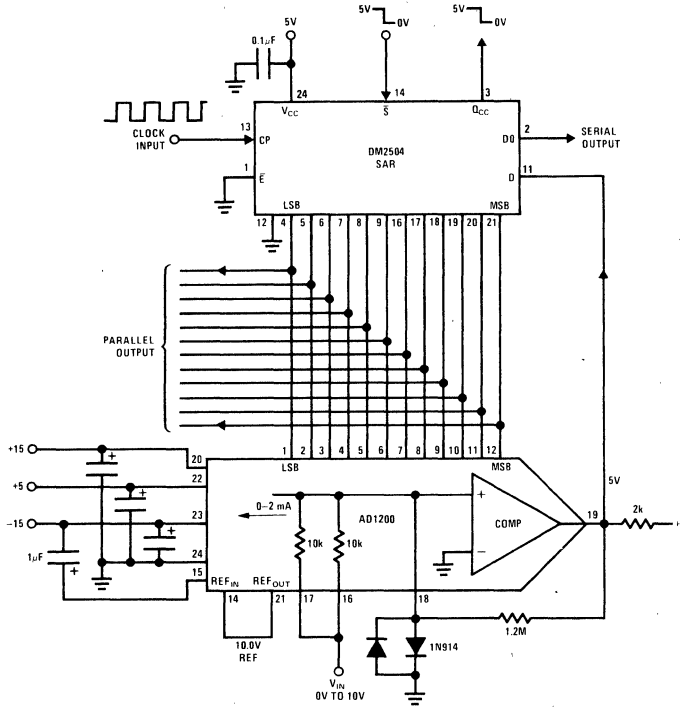 5V
5V
0V
5V
0V
0.1μF
24
14
3
VCC
S̅
QCC
CLOCK
INPUT
13
CP
DM2504
SAR
DO
2
SERIAL
OUTPUT
1
E̅
D
11
LSB
MSB
12 4 5 6 7 8 9 16 17 18 19 20 21
PARALLEL
OUTPUT
1 2 3 4 5 6 7 8 9 10 11 12
LSB
MSB
+15
20
+5
22
-15
23
24
15
1μF
0–2 mA
AD1200
10k
10k
+
COMP
−
19
5V
2k
+
REFIN
REFOUT
14
21
17
16
18
10.0V
REF
1.2M
1N914
VIN
0V TO 10V